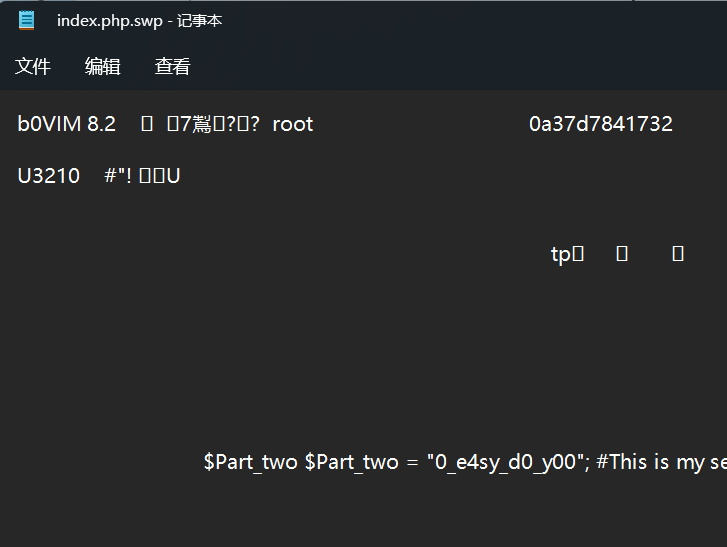 index.php.swp - 记事本
文件 编辑 查看
b0VIM 8.2 7 ? ? root 0a37d7841732
U3210 #"! U
tp
$Part_two $Part_two = "0_e4sy_d0_y00"; #This is my se